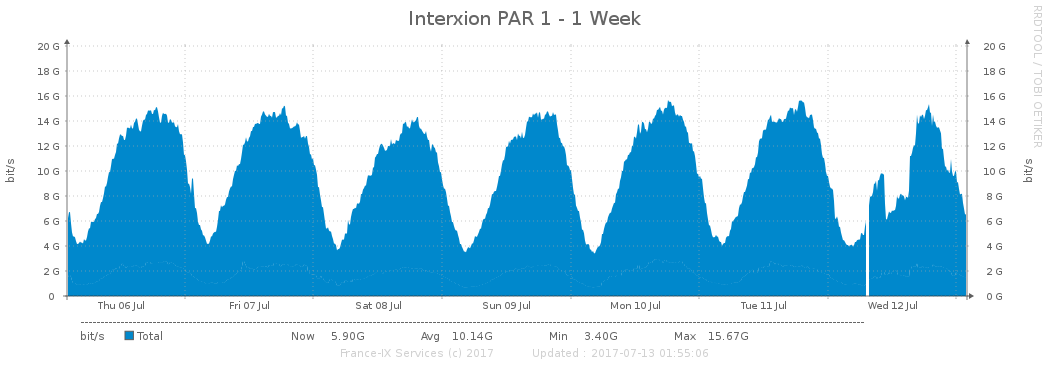 Interxion PAR 1 - 1 Week
RRDTOOL / TOBI OETIKER
20 G 20 G
18 G 18 G
16 G 16 G
14 G 14 G
12 G 12 G
10 G 10 G
8 G 8 G
6 G 6 G
4 G 4 G
2 G 2 G
0 0 G
bit/s
bit/s
Thu 06 Jul Fri 07 Jul Sat 08 Jul Sun 09 Jul Mon 10 Jul Tue 11 Jul Wed 12 Jul
bit/s Total Now 5.90G Avg 10.14G Min 3.40G Max 15.67G
France-IX Services (c) 2017 Updated : 2017-07-13 01:55:06